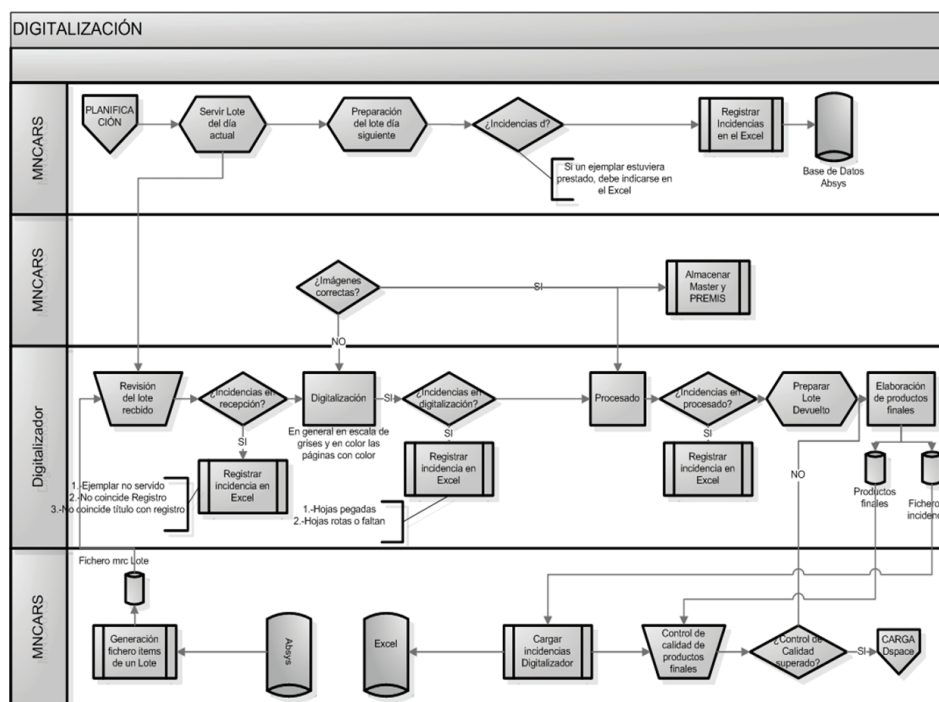 DIGITALIZACIÓN
MNCARS
PLANIFICA
CIÓN
Servir Lote
del día
actual
Preparación
del lote día
siguiente
¿Incidencias d?
Registrar
Incidencias
en el Excel
Base de Datos
Absys
Si un ejemplar estuviera
prestado, debe indicarse en
el Excel
MNCARS
¿Imágenes
correctas?
SI
Almacenar
Master y
PREMIS
NO
Digitalizador
Revisión
del lote
recbido
¿Incidencias en
recepción?
Digitalización
SI
¿Incidencias en
digitalización?
Procesado
¿Incidencias en
procesado?
Preparar
Lote
Devuelto
Elaboración
de productos
finales
En general en escala de
grises y en color las
páginas con color
SI
SI
SI
Registrar
incidencia en
Excel
Registrar
incidencia en
Excel
Registrar
incidencia en
Excel
NO
1.-Ejemplar no servido
2.-No coincide Registro
3.-No coincide título con registro
1.-Hojas pegadas
2.-Hojas rotas o faltan
Productos
finales
Fichero
incidenc
MNCARS
Fichero mrc Lote
Generación
fichero items
de un Lote
Absys
Excel
Cargar
incidencias
Digitalizador
Control de
calidad de
productos
finales
¿Control de
Calidad
superado?
SI
CARGA
Dspace